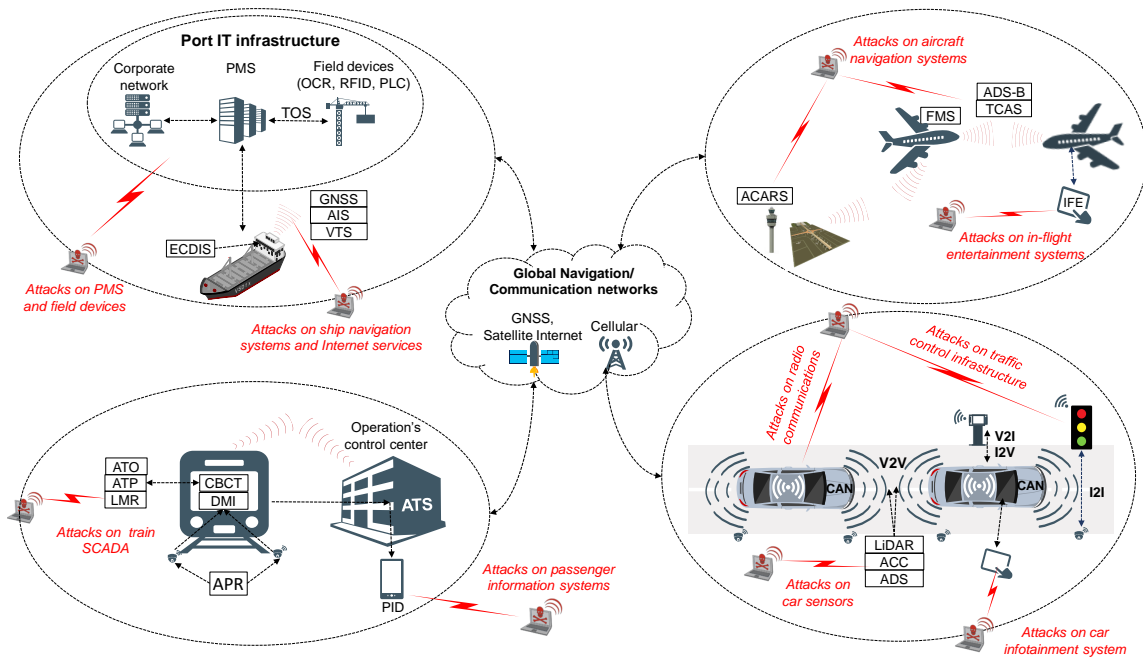 Port IT infrastructure
Corporate
network
PMS
Field devices
(OCR, RFID, PLC)
TOS
GNSS
AIS
VTS
ECDIS
Attacks on PMS
and field devices
Attacks on ship navigation
systems and Internet services
Attacks on aircraft
navigation systems
ADS-B
TCAS
FMS
ACARS
IFE
Attacks on in-flight
entertainment systems
Global Navigation/
Communication networks
GNSS,
Satellite Internet
Cellular
Operation's
control center
ATO
ATP
LMR
CBCT
DMI
ATS
Attacks on train
SCADA
APR
PID
Attacks on passenger
information systems
Attacks on radio
communications
Attacks on traffic
control infrastructure
V2I
I2V
V2V
CAN
CAN
I2I
LiDAR
ACC
ADS
Attacks on
car sensors
Attacks on car
infotainment system